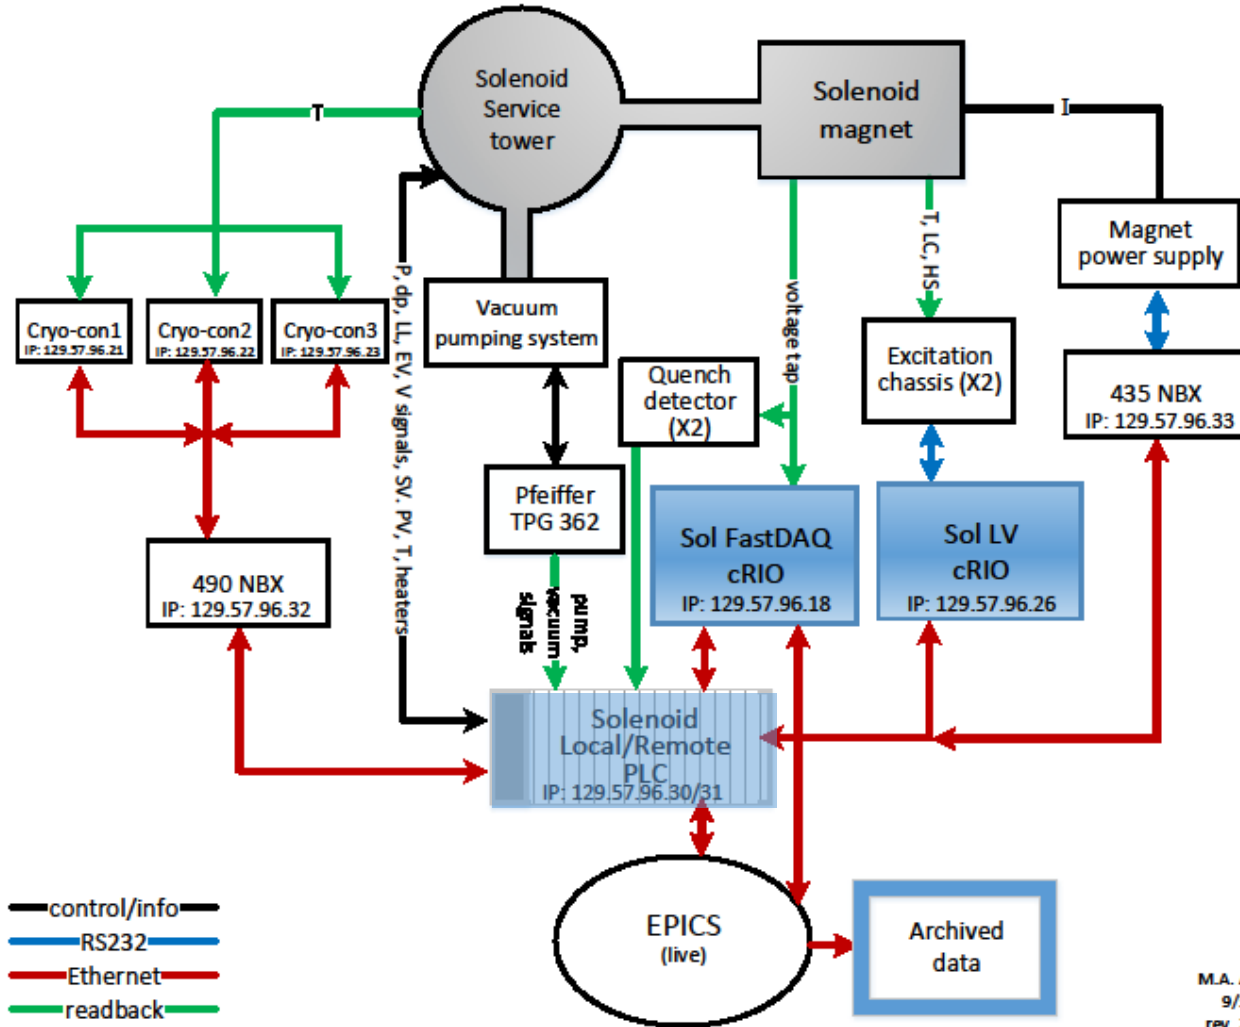 Solenoid
Service
tower
Solenoid
magnet
T
I
Magnet
power supply
P, dp, LL, EV, V signals, SV. PV, T, heaters
voltage tap
T, LC, HS
Vacuum
pumping system
Cryo-con1
IP: 129.57.96.21
Cryo-con2
IP: 129.57.96.22
Cryo-con3
IP: 129.57.96.23
Quench
detector
(X2)
Excitation
chassis (X2)
435 NBX
IP: 129.57.96.33
Pfeiffer
TPG 362
Sol FastDAQ
cRIO
IP: 129.57.96.18
Sol LV
cRIO
IP: 129.57.96.26
490 NBX
IP: 129.57.96.32
pump,
vacuum
signals
Solenoid
Local/Remote
PLC
IP: 129.57.96.30/31
EPICS
(live)
Archived
data
control/info
RS232
Ethernet
readback
M.A.
9/
rev.